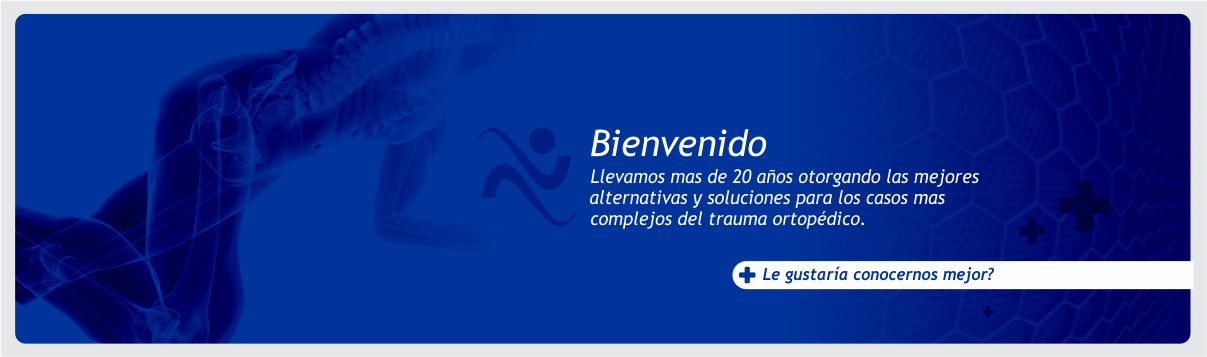 Bienvenido
Llevamos mas de 20 años otorgando las mejores
alternativas y soluciones para los casos mas
complejos del trauma ortopédico.
Le gustaría conocernos mejor?